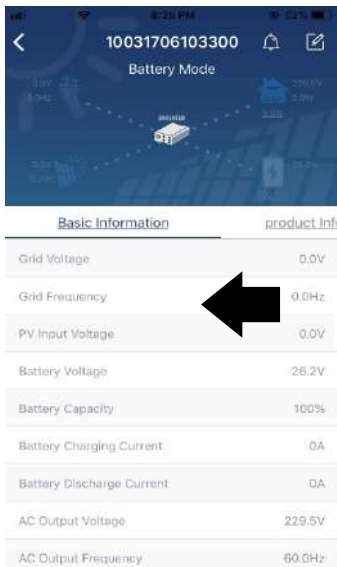 10031706103300
Battery Mode
Basic Information
product Inf
Grid Voltage 0.0V
Grid Frequency 0.0Hz
PV Input Voltage 0.0V
Battery Voltage 26.2V
Battery Capacity 100%
Battery Charging Current 0A
Battery Discharge Current 0A
AC Output Voltage 229.5V
AC Output Frequency 60.0Hz